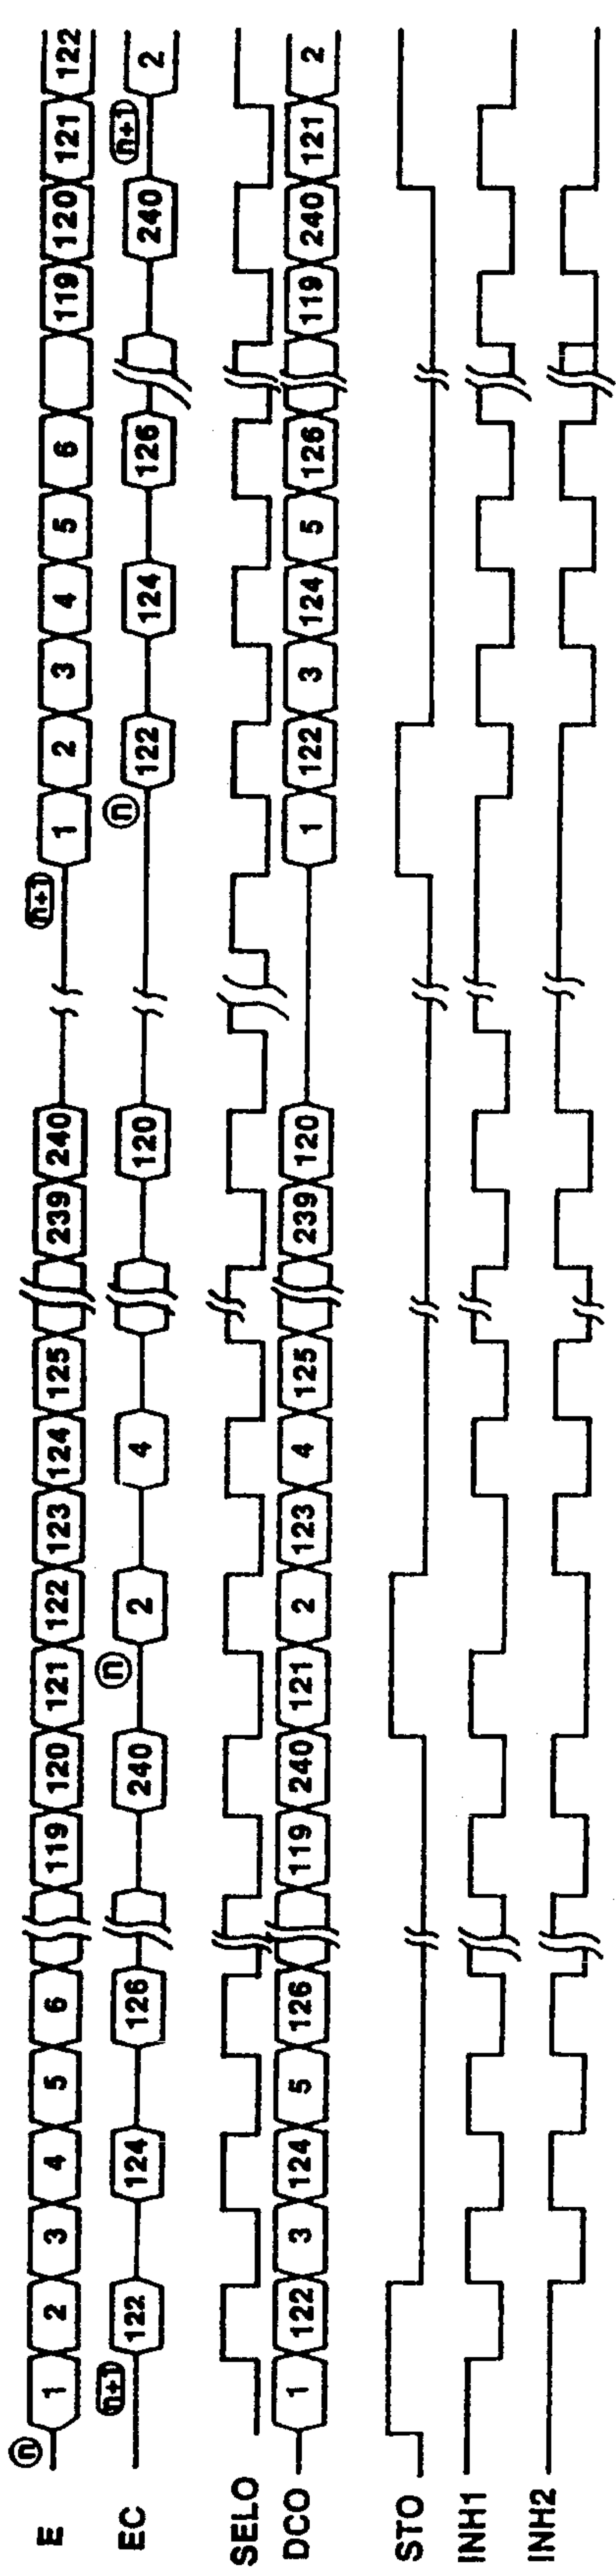 E ⓝ 1 2 3 4 5 6 119 120 121 122 123 124 125 239 240 n+1 1 2 3 4 5 6 119 120 121 122
EC n+1 122 124 126 240 ⓝ 2 4 120 ⓝ 122 124 126 240 n+1 2
SELO
DCO 1 122 3 124 5 126 119 240 121 2 123 4 125 239 120 1 122 3 124 5 126 119 240 121 2
STO
INH1
INH2